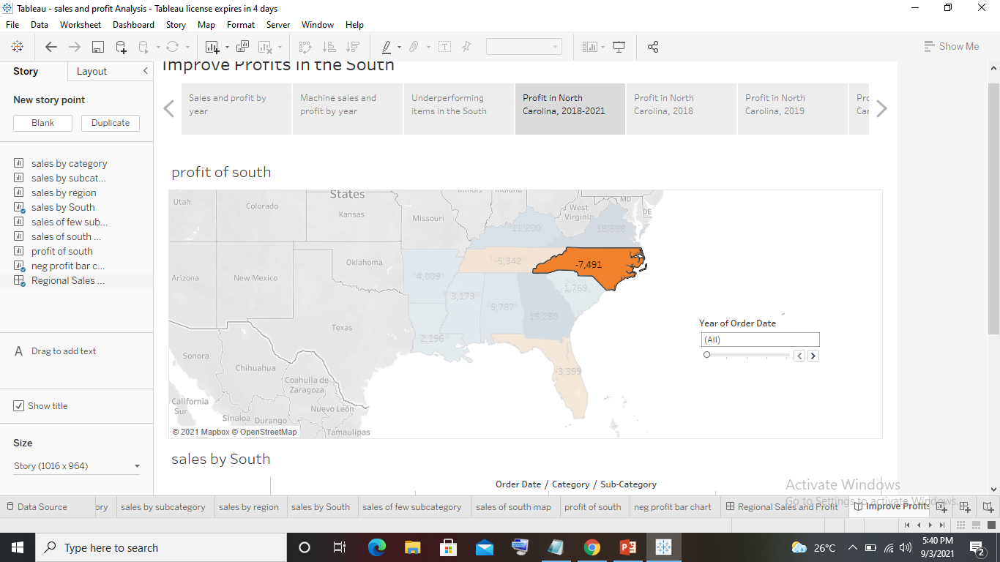 Tableau - sales and profit Analysis - Tableau license expires in 4 days
File Data Worksheet Dashboard Story Map Format Server Window Help
Show Me
Story
Layout
New story point
Blank
Duplicate
sales by category
sales by subcat...
sales by region
sales by South
sales of few sub...
sales of south ...
profit of south
neg profit bar c...
Regional Sales ...
A Drag to add text
Show title
Size
Story (1016 x 964)
Improve Profits in the South
Sales and profit by
year
Machine sales and
profit by year
Underperforming
items in the South
Profit in North
Carolina, 2018-2021
Profit in North
Carolina, 2018
Profit in North
Carolina, 2019
profit of south
States
Utah
Colorado
Kansas
Missouri
Illinois
Indiana
West
Virginia
MD
DE
11,200
18,598
-5,342
-7,491
Oklahoma
Arizona
New Mexico
4,009
3,173
5,787
South
1,769
Texas
2,196
-3,399
Sonora
Chihuahua
Coahuila de
Zaragoza
California
Sur
Nuevo León
Sinaloa
Durango
Tamaulipas
© 2021 Mapbox © OpenStreetMap
Year of Order Date
(All)
sales by South
Order Date / Category / Sub-Category
Activate Windows
Go to Settings to activate Windows.
Data Source
ory
sales by subcategory
sales by region
sales by South
sales of few subcategory
sales of south map
profit of south
neg profit bar chart
Regional Sales and Profit
Improve Profits
Type here to search
26°C
5:40 PM
9/3/2021
2